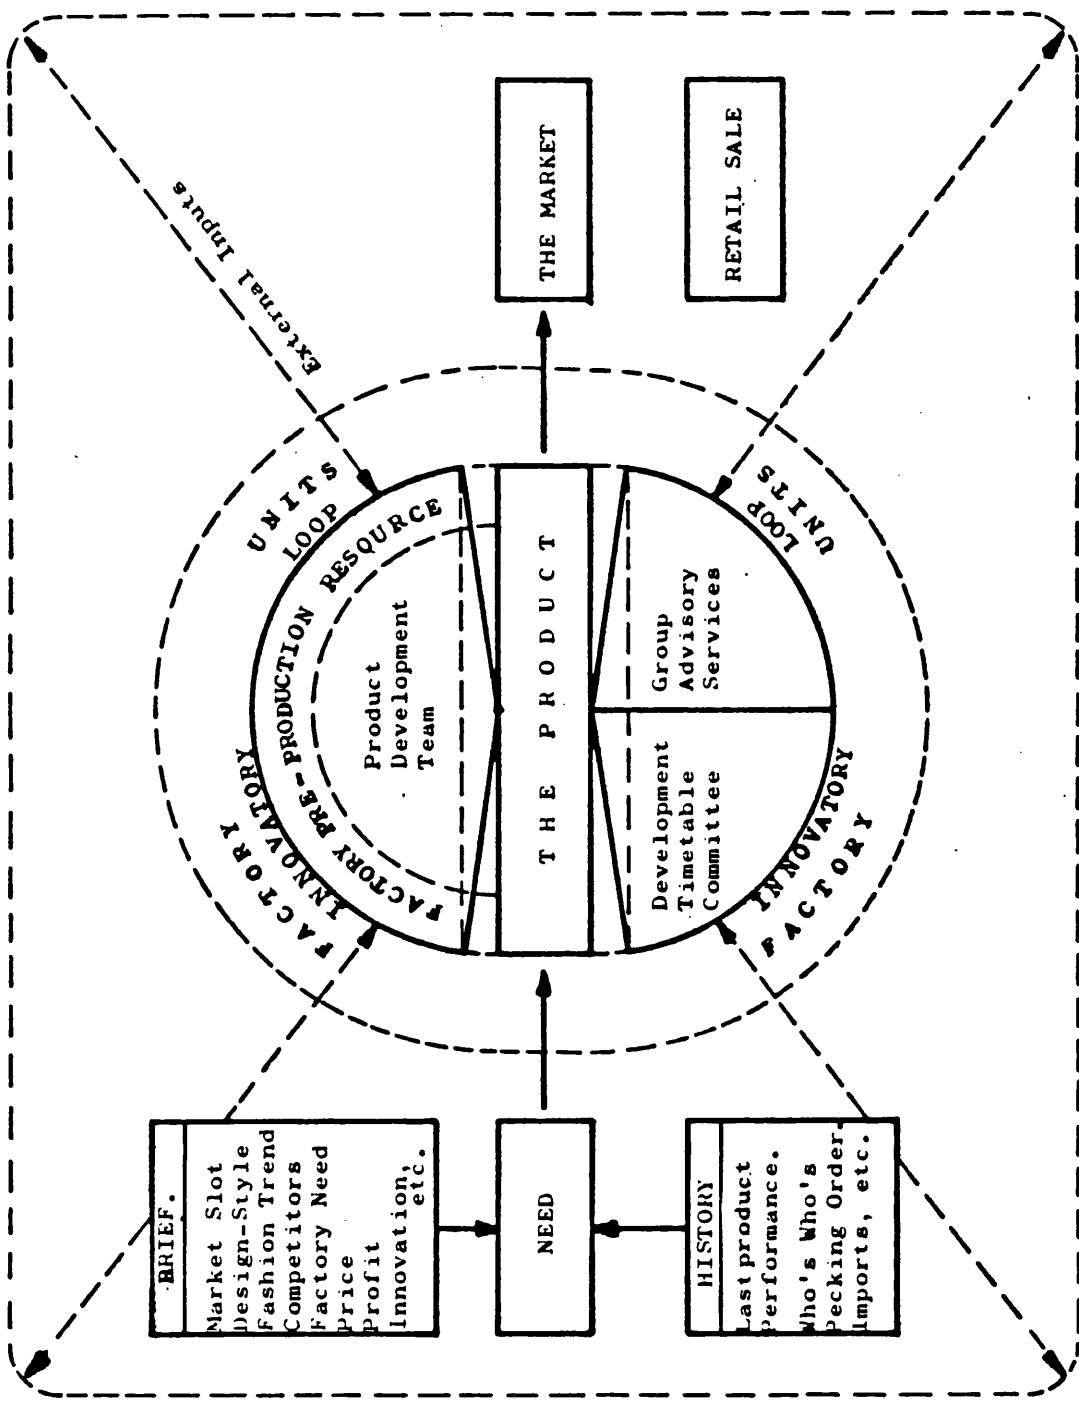 BRIEF.
Market Slot
Design-Style
Fashion Trend
Competitors
Factory Need
Price
Profit
Innovation,
etc.
NEED
HISTORY
Last product
Performance.
Who's Who's
Pecking Order.
Imports, etc.
FACTORY UNITS
INNOVATORY LOOP
FACTORY PRE-PRODUCTION RESOURCE
Product
Development
Team
THE PRODUCT
Development
Timetable
Committee
Group
Advisory
Services
INNOVATORY LOOP
FACTORY UNITS
External Inputs
THE MARKET
RETAIL SALE